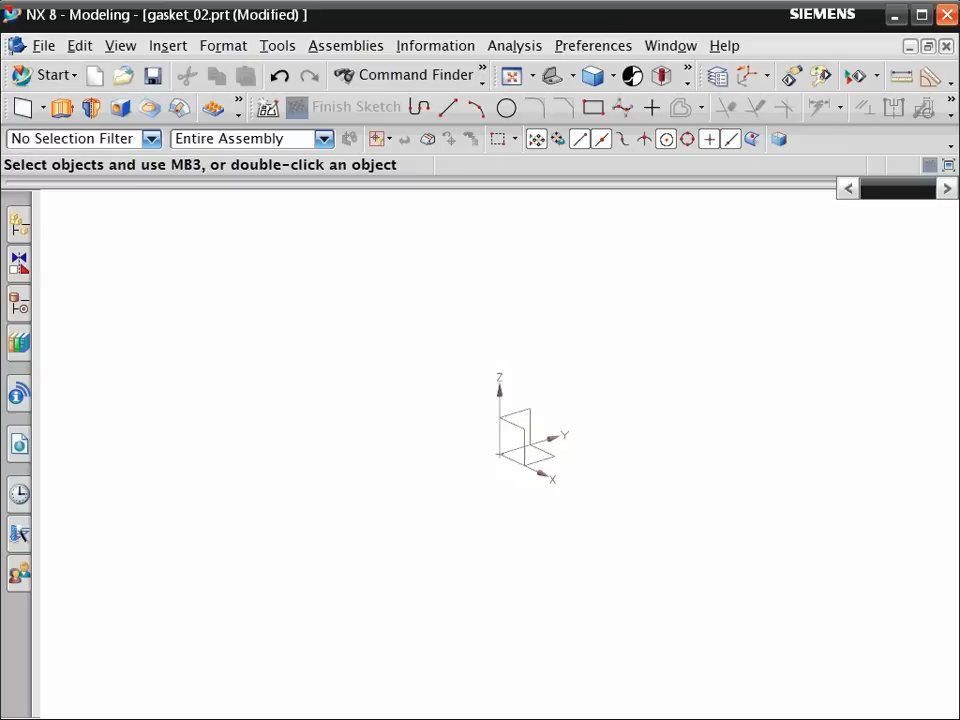 NX 8 - Modeling - [gasket_02.prt (Modified) ]
SIEMENS
File Edit View Insert Format Tools Assemblies Information Analysis Preferences Window Help
Start Command Finder
Finish Sketch
No Selection Filter Entire Assembly
Select objects and use MB3, or double-click an object
Z
Y
X